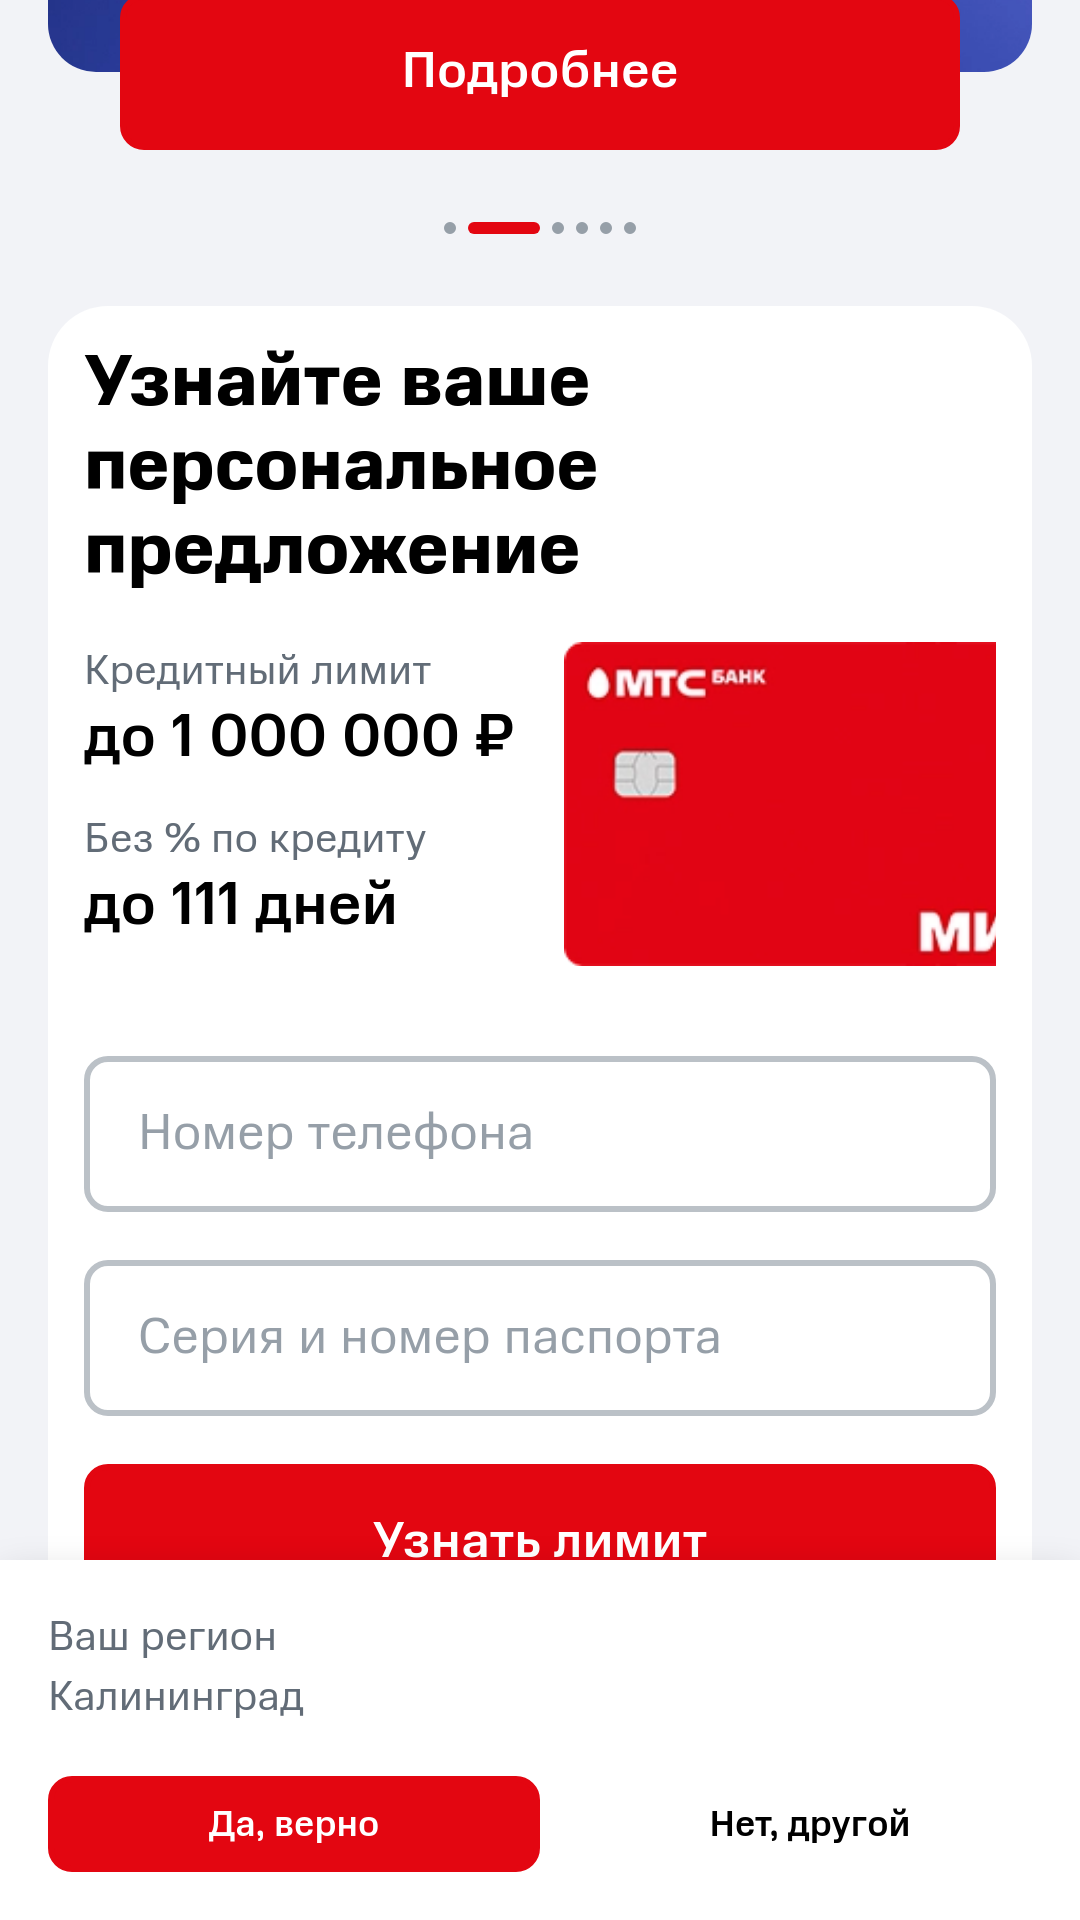 Подробнее
Узнайте ваше
персональное
предложение
Кредитный лимит
до 1 000 000 ₽
Без % по кредиту
до 111 дней
МТС БАНК
Номер телефона
Серия и номер паспорта
Узнать лимит
Ваш регион
Калининград
Да, верно
Нет, другой